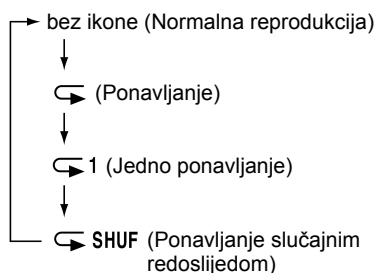 bez ikone (Normalna reprodukcija)
(Ponavljanje)
1 (Jedno ponavljanje)
SHUF (Ponavljanje slučajnim
redoslijedom)